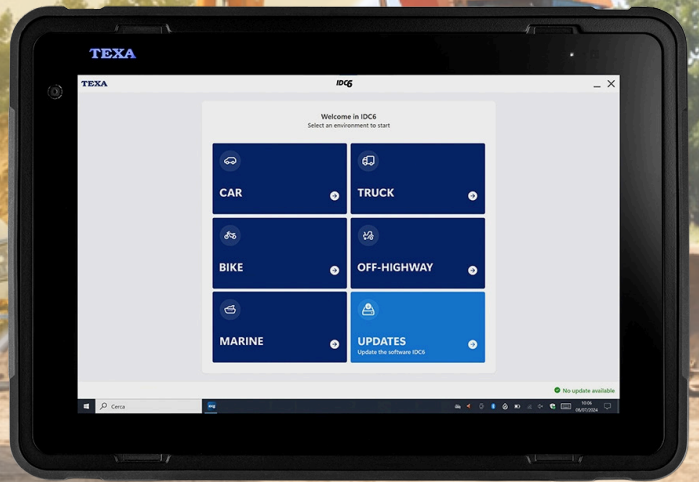 TEXA
TEXA
IDC6
Welcome in IDC6
Select an environment to start
CAR
TRUCK
BIKE
OFF-HIGHWAY
MARINE
UPDATES
Update the software IDC6
No update available
Cerca
10:06
08/07/2024